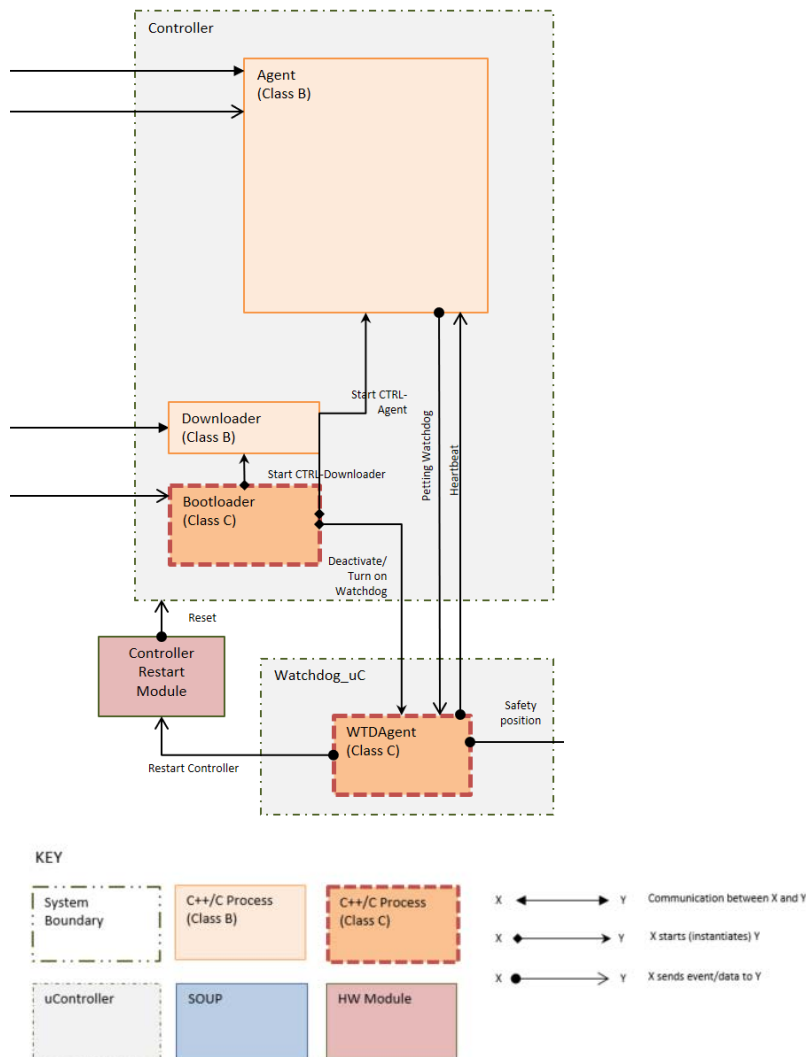 Controller
Agent
(Class B)
Start CTRL-
Agent
Downloader
(Class B)
Petting Watchdog
Heartbeat
Start CTRL-Downloader
Bootloader
(Class C)
Deactivate/
Turn on
Watchdog
Reset
Controller
Restart
Module
Watchdog_uC
Safety
position
WTDAgent
(Class C)
Restart Controller
KEY
System
Boundary
C++/C Process
(Class B)
C++/C Process
(Class C)
X
Y
Communication between X and Y
X
Y
X starts (instantiates) Y
X
Y
X sends event/data to Y
uController
SOUP
HW Module